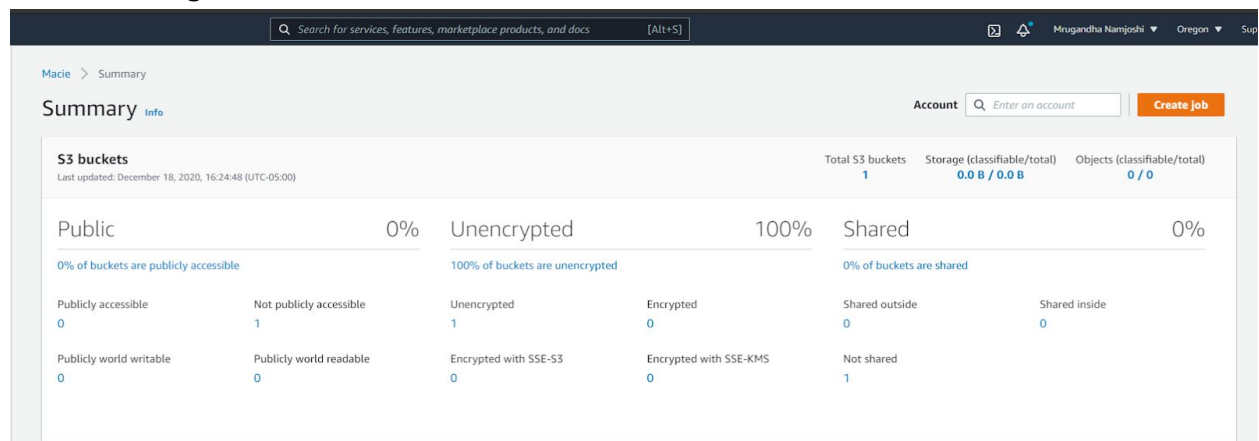 Search for services, features, marketplace products, and docs [Alt+S] Mrugandha Namjoshi Oregon Sup
Macie > Summary
Summary Info Account Enter an account Create job
S3 buckets Total S3 buckets Storage (classifiable/total) Objects (classifiable/total)
Last updated: December 18, 2020, 16:24:48 (UTC-05:00) 1 0.0 B / 0.0 B 0 / 0
Public 0% Unencrypted 100% Shared 0%
0% of buckets are publicly accessible 100% of buckets are unencrypted 0% of buckets are shared
Publicly accessible Not publicly accessible Unencrypted Encrypted Shared outside Shared inside
0 1 1 0 0 0
Publicly world writable Publicly world readable Encrypted with SSE-S3 Encrypted with SSE-KMS Not shared
0 0 0 0 1